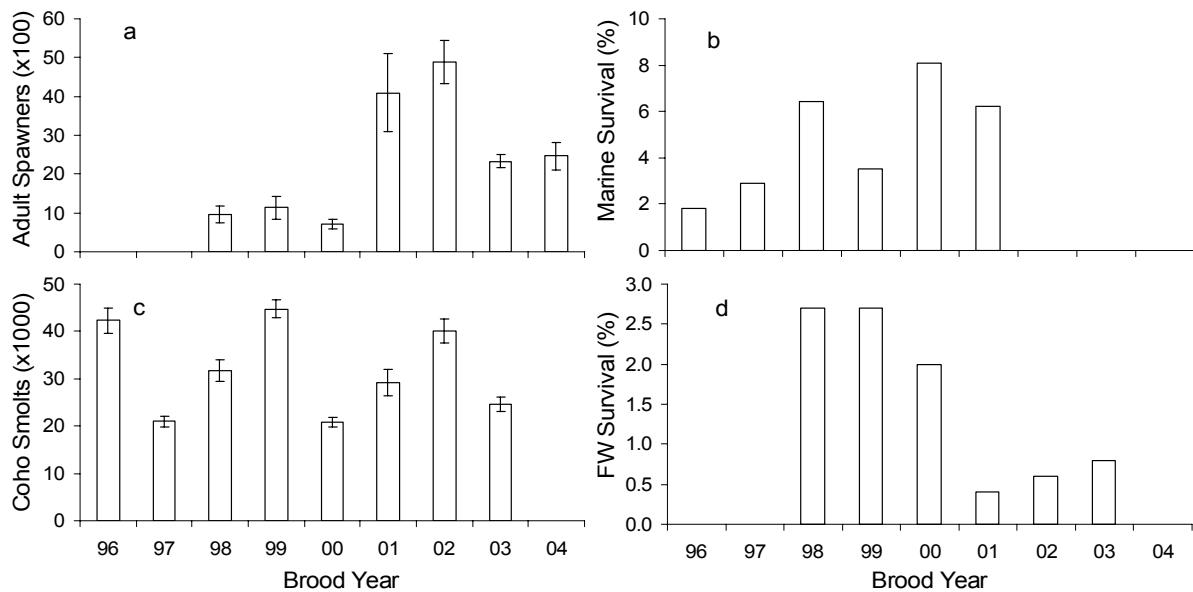 a
Adult Spawners (x100)
60
50
40
30
20
10
0
b
Marine Survival (%)
10
8
6
4
2
0
c
Coho Smolts (x1000)
50
40
30
20
10
0
96 97 98 99 00 01 02 03 04
Brood Year
d
FW Survival (%)
3.0
2.5
2.0
1.5
1.0
0.5
0.0
96 97 98 99 00 01 02 03 04
Brood Year